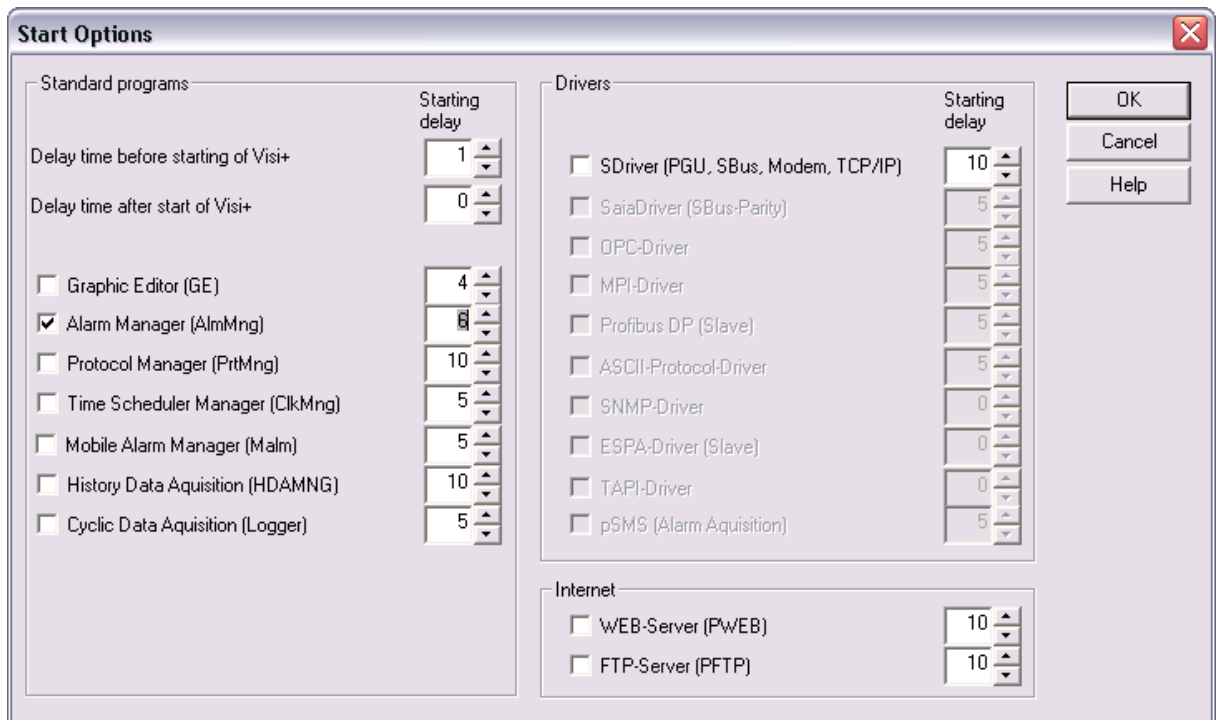 Start Options
Standard programs
Starting
delay
Delay time before starting of Visi+ 1
Delay time after start of Visi+ 0
Graphic Editor (GE) 4
Alarm Manager (AlmMng) 6
Protocol Manager (PrtMng) 10
Time Scheduler Manager (ClkMng) 5
Mobile Alarm Manager (Malm) 5
History Data Aquisition (HDAMNG) 10
Cyclic Data Aquisition (Logger) 5
Drivers
Starting
delay
SDriver (PGU, SBus, Modem, TCP/IP) 10
SaiaDriver (SBus-Parity) 5
OPC-Driver 5
MPI-Driver 5
Profibus DP (Slave) 5
ASCII-Protocol-Driver 5
SNMP-Driver 0
ESPA-Driver (Slave) 0
TAPI-Driver 0
pSMS (Alarm Aquisition) 5
Internet
WEB-Server (PWEB) 10
FTP-Server (PFTP) 10
OK
Cancel
Help